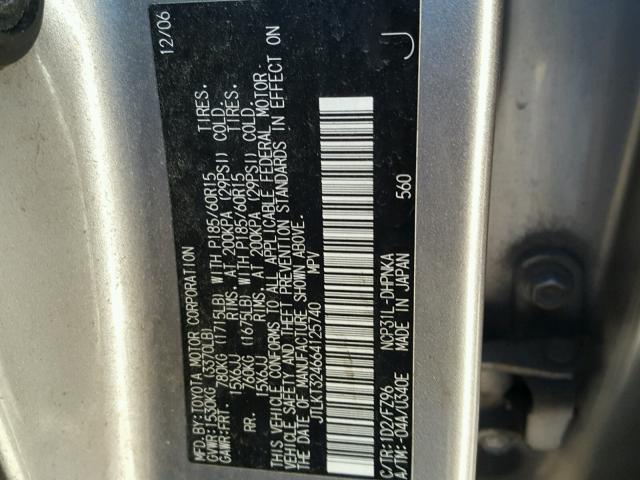 MFD.BY:TOYOTA MOTOR CORPORATION 12/06
GVWR:1530KG (3370LB)
GAWR:FRT. 780KG (1715LB) WITH P185/60R15 TIRES.
15X6JJ RIMS. AT 200KPA (29PSI) COLD.
RR. 760KG (1675LB) WITH P185/60R15 TIRES.
15X6JJ RIMS. AT 200KPA (29PSI) COLD.
THIS VEHICLE CONFORMS TO ALL APPLICABLE FEDERAL MOTOR
VEHICLE SAFETY AND THEFT PREVENTION STANDARDS IN EFFECT ON
THE DATE OF MANUFACTURE SHOWN ABOVE.
JTLKT324664125740 MPV
C/TR:1D2/FZ96 NCP31L-DHPNKA 560 J
A/TM:-04A/U340E MADE IN JAPAN